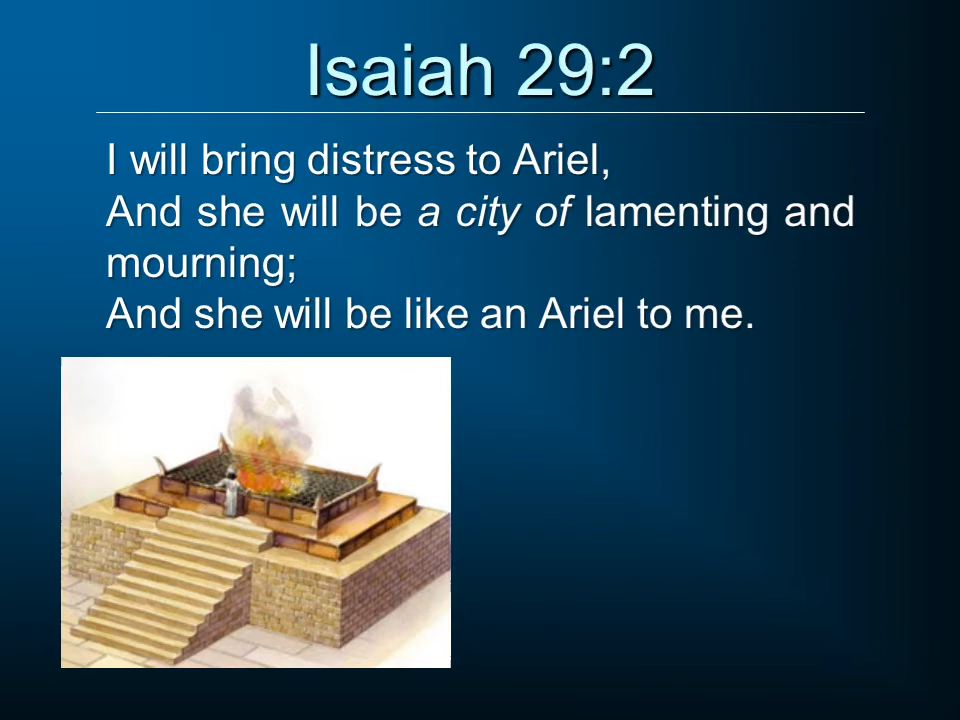 Isaiah 29:2
I will bring distress to Ariel,
And she will be a city of lamenting and
mourning;
And she will be like an Ariel to me.